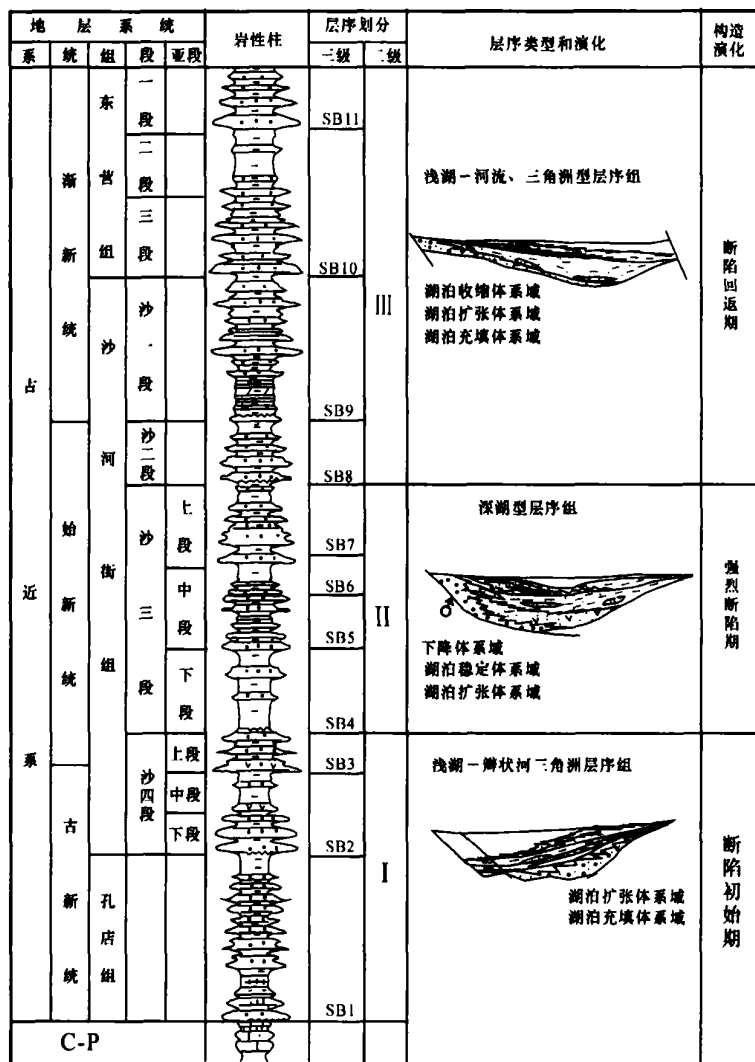 地 层 系 统
岩性柱
层序划分
层序类型和演化
构造演化
系
统
组
段
亚段
三级
二级
占近系
渐新统
始新统
古新统
东营组
沙河街组
孔店组
一段
二段
三段
沙一段
沙二段
沙三段
沙四段
上段
中段
下段
上段
中段
下段
SB11
SB10
SB9
SB8
SB7
SB6
SB5
SB4
SB3
SB2
SB1
III
II
I
浅湖－河流、三角洲型层序组
湖泊收缩体系域
湖泊扩张体系域
湖泊充填体系域
断陷回返期
深湖型层序组
下降体系域
湖泊稳定体系域
湖泊扩张体系域
强烈断陷期
浅湖－辫状河三角洲层序组
湖泊扩张体系域
湖泊充填体系域
断陷初始期
C-P